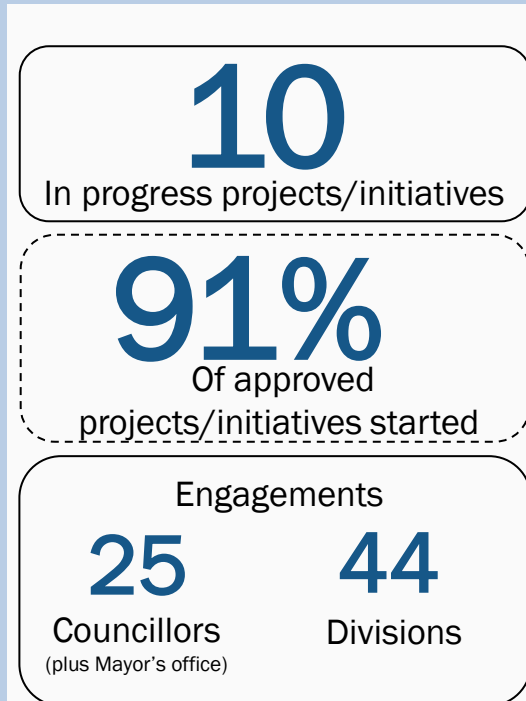 10
In progress projects/initiatives
91%
Of approved
projects/initiatives started
Engagements
25
Councillors
(plus Mayor's office)
44
Divisions